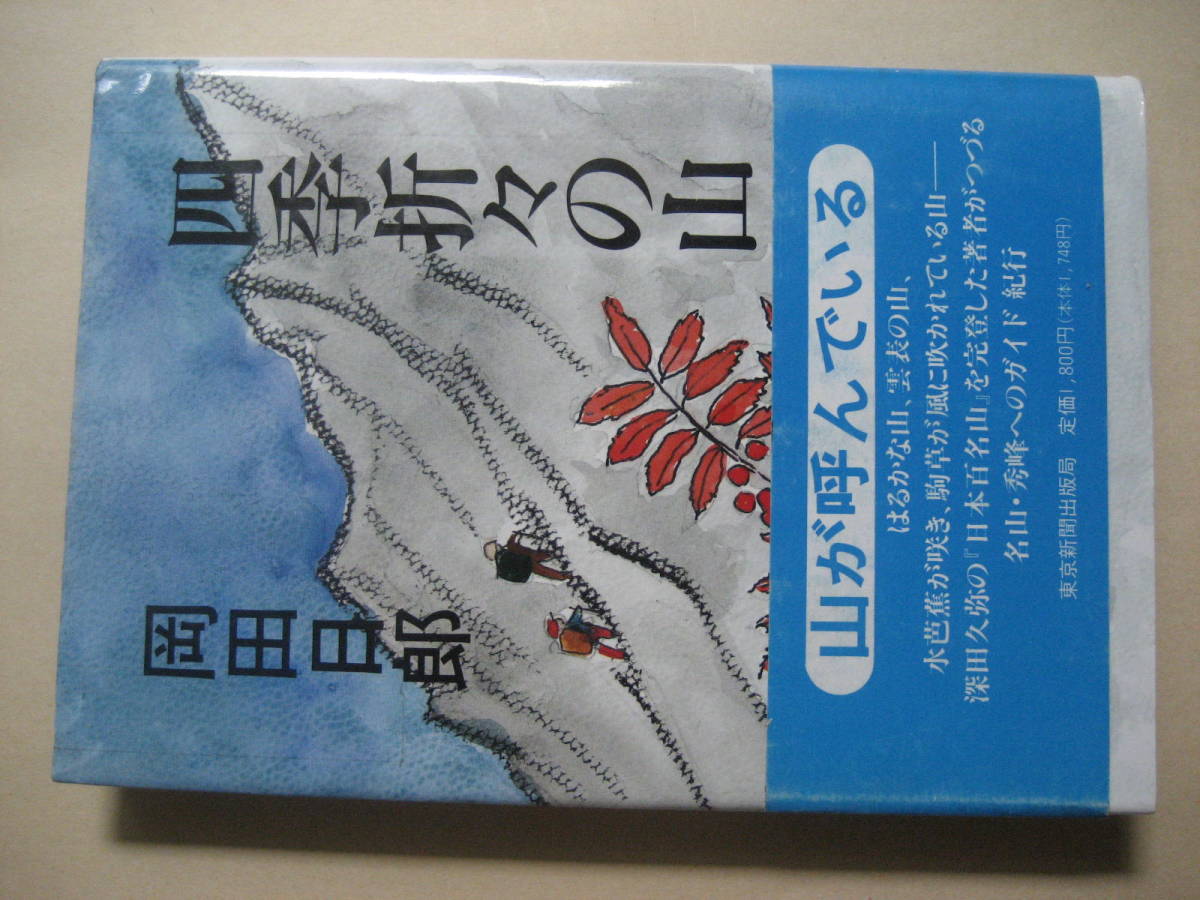 四季折々の山
岡田日郎
山が呼んでいる
はるかな山、雲表の山、
水芭蕉が咲き、駒草が風に吹かれている山——
深田久弥の『日本百名山』を完登した著者がつづる
名山・秀峰へのガイド紀行
東京新聞出版局 定価1,800円(本体1,748円)